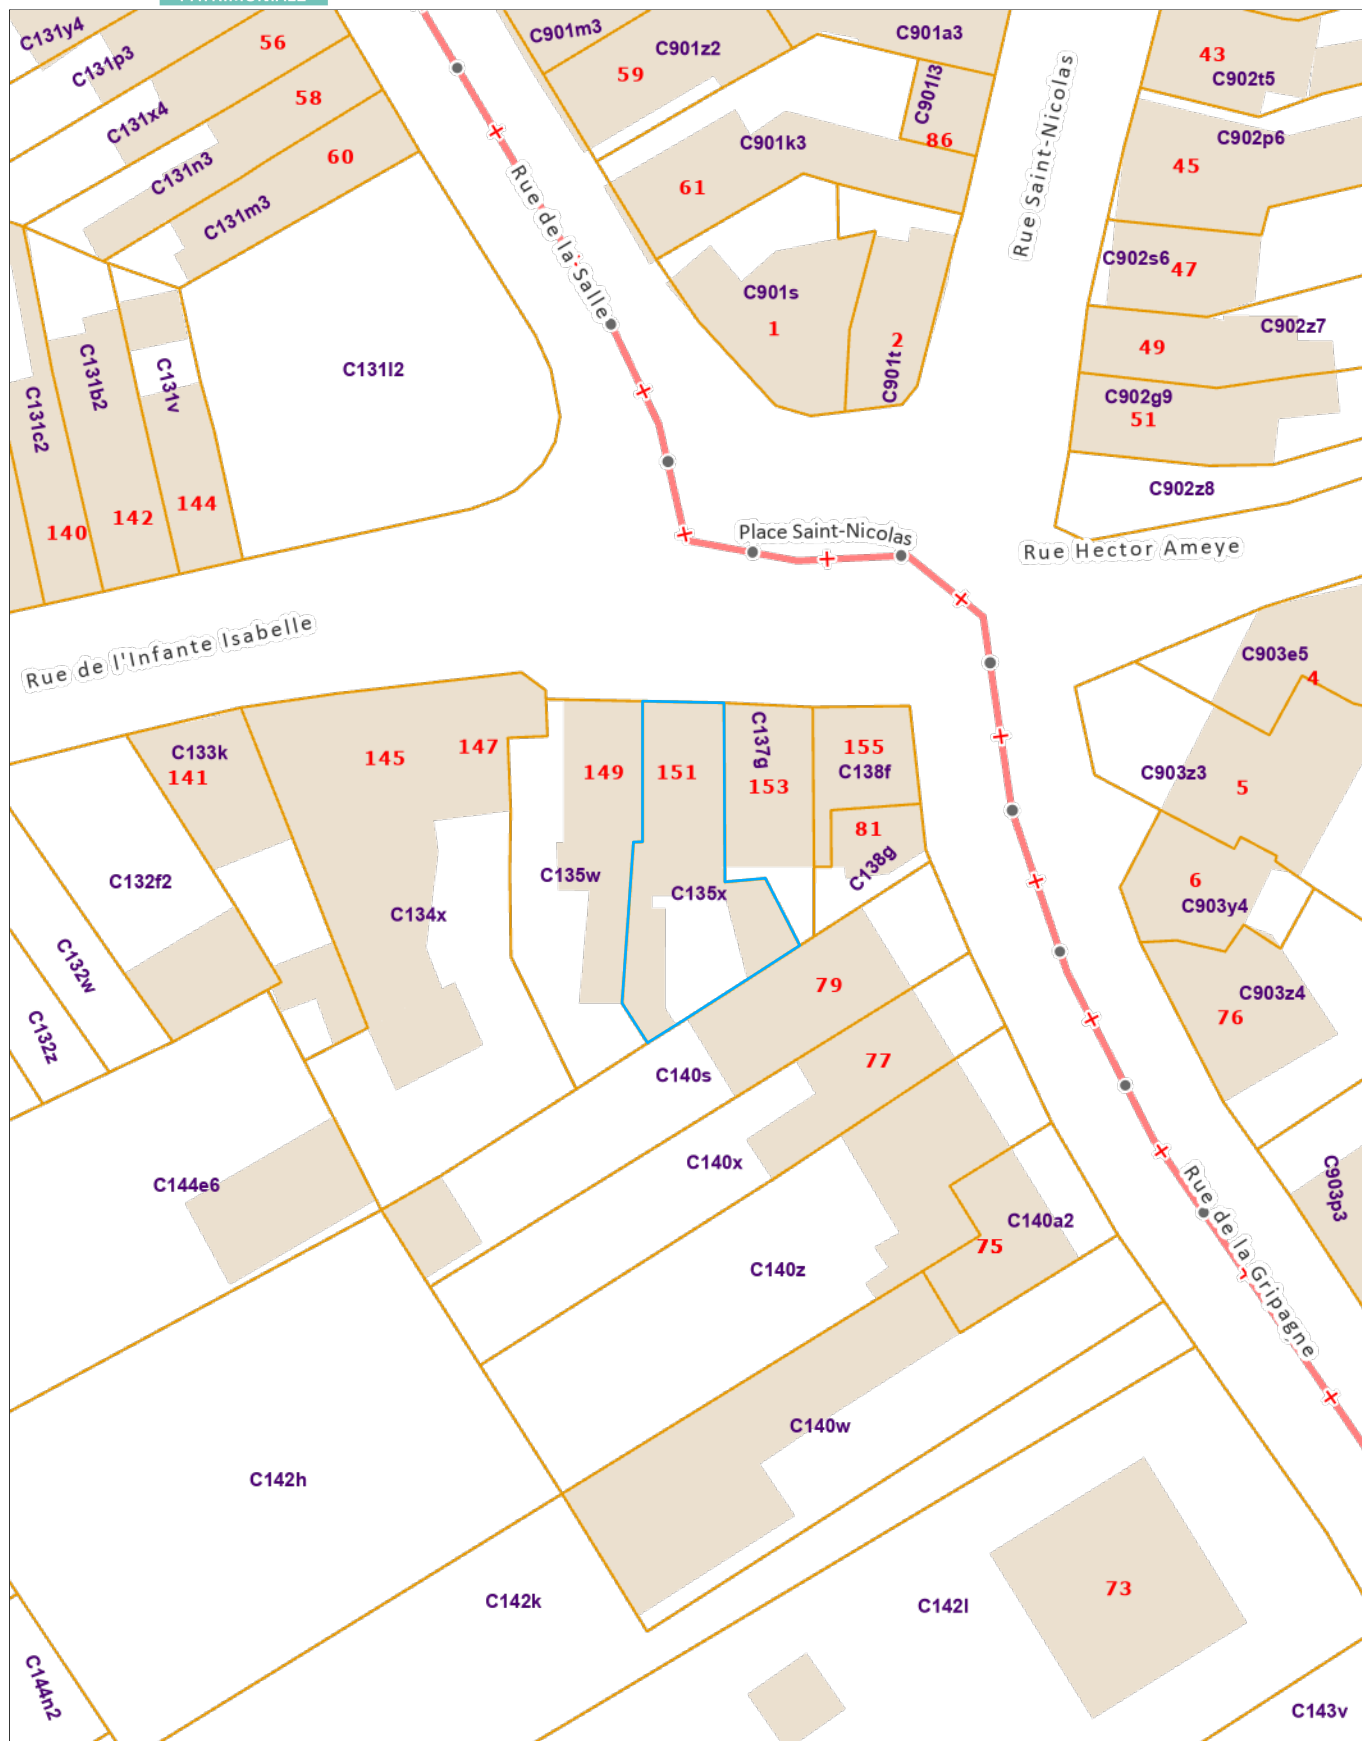 C131y4
C131p3
56
C131x4
58
C131n3
60
C131m3
C901m3
C901z2
59
C901a3
C901l3
86
C901k3
61
Rue Saint-Nicolas
43
C902t5
C902p6
45
C902s6
47
C902z7
49
C902g9
51
C902z8
Rue de la Salle
C901s
1
2
C901t
C131l2
C131c2
C131b2
C131v
140
142
144
Place Saint-Nicolas
Rue Hector Ameye
Rue de l'Infante Isabelle
C903e5
4
C903z3
5
6
C903y4
C903z4
76
C133k
141
145
147
149
151
C137g
153
155
C138f
81
C138g
C132f2
C132w
C132z
C134x
C135w
C135x
79
77
C140s
C140x
C140z
C140a2
75
C144e6
Rue de la Gripagne
C903p3
C140w
C142h
C142k
C142l
73
C144n2
C143v